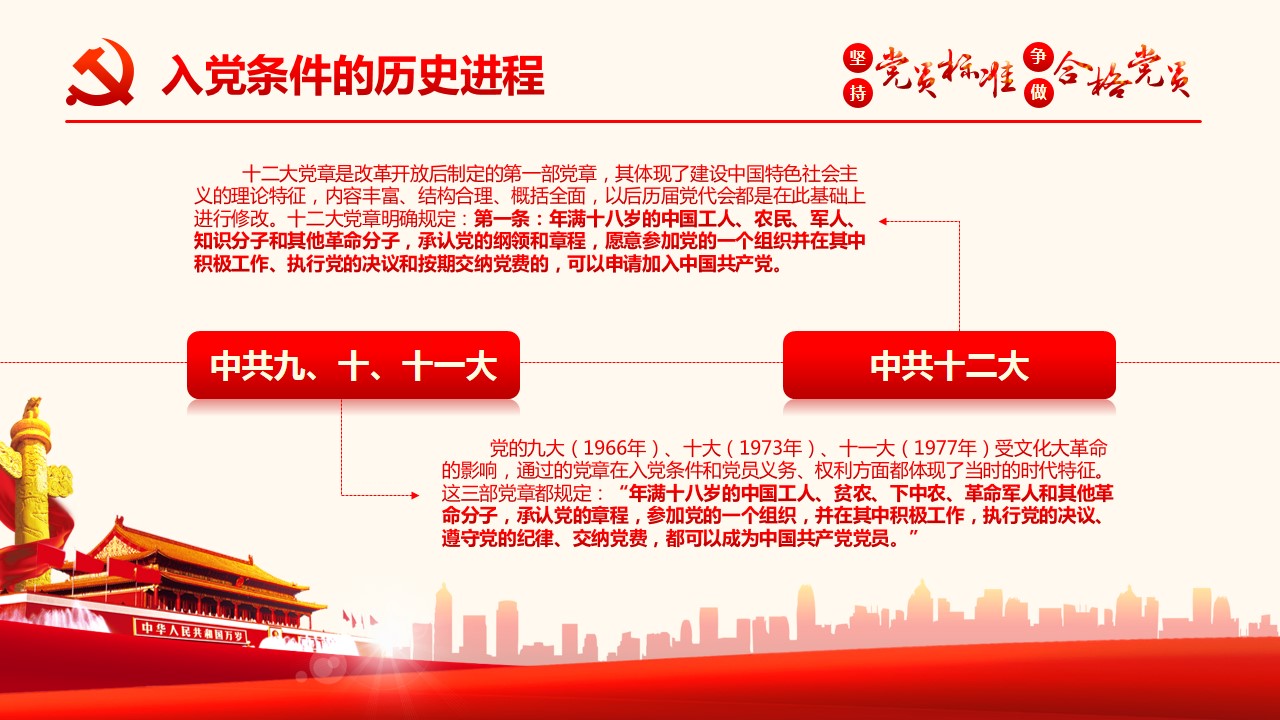 入党条件的历史进程
坚持 党员标准 争做 合格党员
十二大党章是改革开放后制定的第一部党章，其体现了建设中国特色社会主
义的理论特征，内容丰富、结构合理、概括全面，以后历届党代会都是在此基础上
进行修改。十二大党章明确规定：第一条：年满十八岁的中国工人、农民、军人、
知识分子和其他革命分子，承认党的纲领和章程，愿意参加党的一个组织并在其中
积极工作、执行党的决议和按期交纳党费的，可以申请加入中国共产党。
中共九、十、十一大
中共十二大
党的九大（1966年）、十大（1973年）、十一大（1977年）受文化大革命
的影响，通过的党章在入党条件和党员义务、权利方面都体现了当时的时代特征。
这三部党章都规定：“年满十八岁的中国工人、贫农、下中农、革命军人和其他革
命分子，承认党的章程，参加党的一个组织，并在其中积极工作，执行党的决议、
遵守党的纪律、交纳党费，都可以成为中国共产党党员。”
中华人民共和国万岁